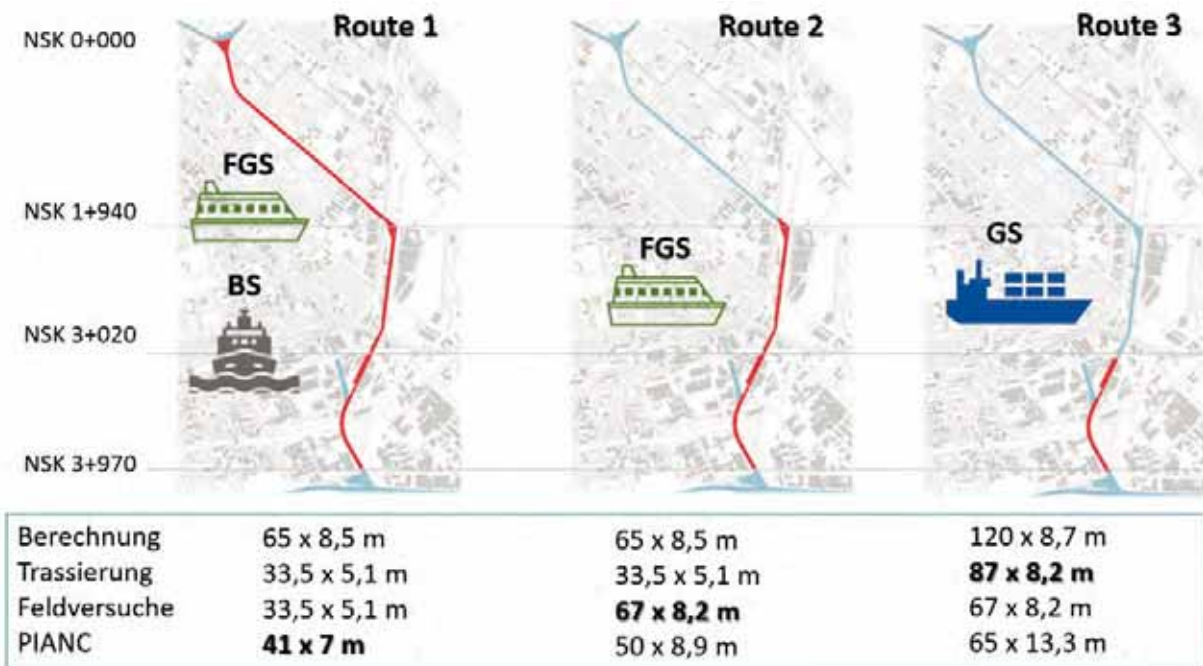 Route 1 Route 2 Route 3
NSK 0+000
FGS
NSK 1+940
FGS GS
BS
NSK 3+020
NSK 3+970
Berechnung 65 x 8,5 m 65 x 8,5 m 120 x 8,7 m
Trassierung 33,5 x 5,1 m 33,5 x 5,1 m 87 x 8,2 m
Feldversuche 33,5 x 5,1 m 67 x 8,2 m 67 x 8,2 m
PIANC 41 x 7 m 50 x 8,9 m 65 x 13,3 m